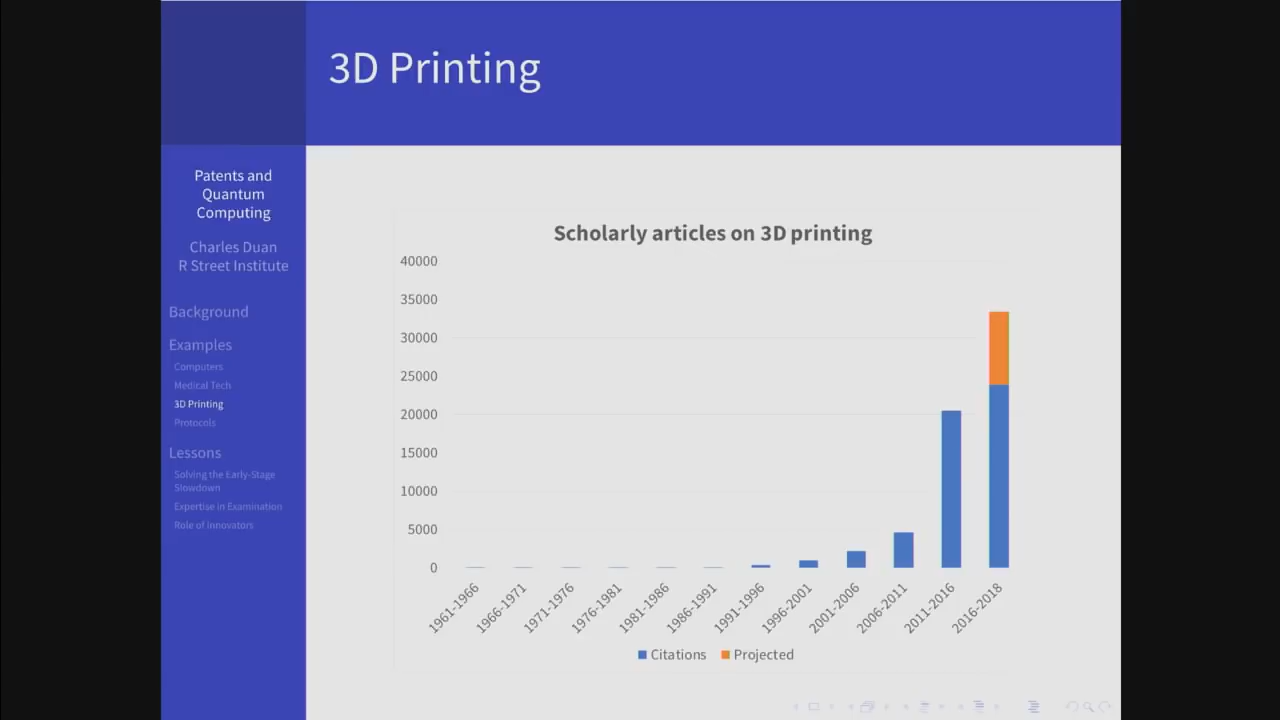 3D Printing
Patents and
Quantum
Computing
Charles Duan
R Street Institute
Background
Examples
Computers
Medical Tech
3D Printing
Protocols
Lessons
Solving the Early-Stage
Slowdown
Expertise in Examination
Role of Innovators
Scholarly articles on 3D printing
40000
35000
30000
25000
20000
15000
10000
5000
0
1961-1966
1966-1971
1971-1976
1976-1981
1981-1986
1986-1991
1991-1996
1996-2001
2001-2006
2006-2011
2011-2016
2016-2018
Citations
Projected